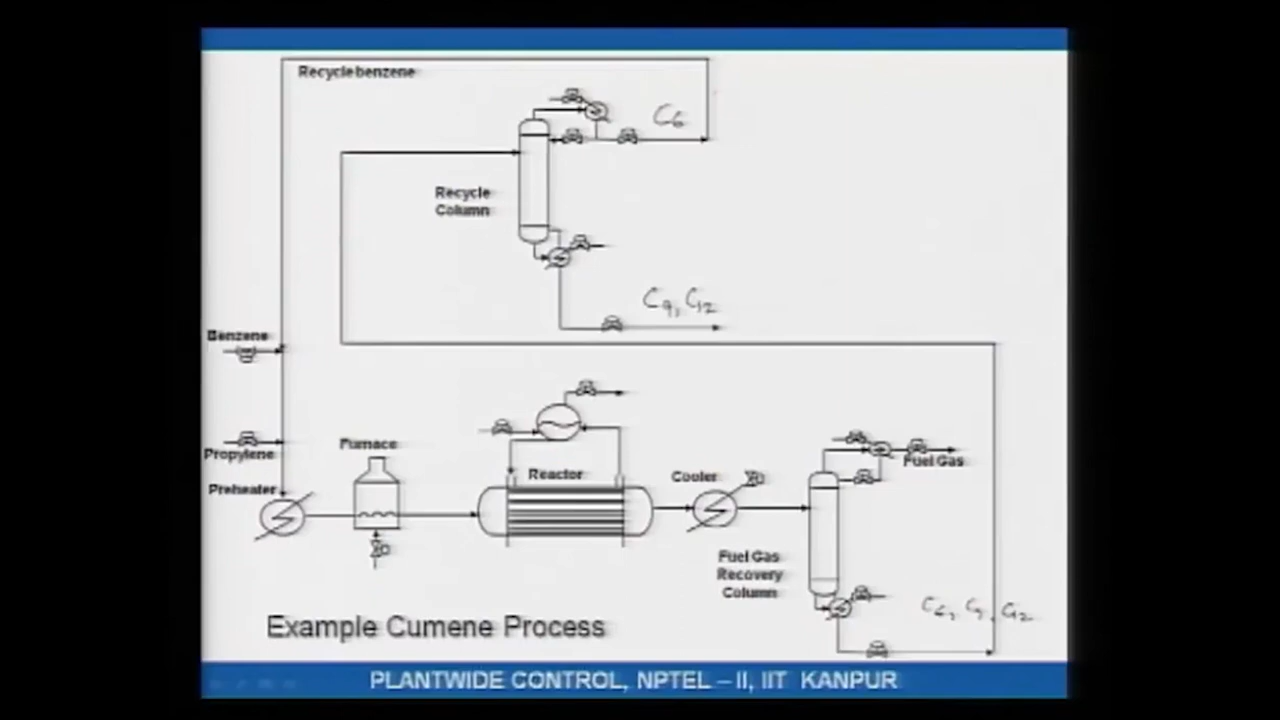 Recycle benzene
C6
Recycle
Column
C9, C12
Benzene
Propylene
Furnace
Preheater
Reactor
Cooler
Fuel Gas
Fuel Gas
Recovery
Column
C6, C9, C12
Example Cumene Process
PLANTWIDE CONTROL, NPTEL – II, IIT KANPUR